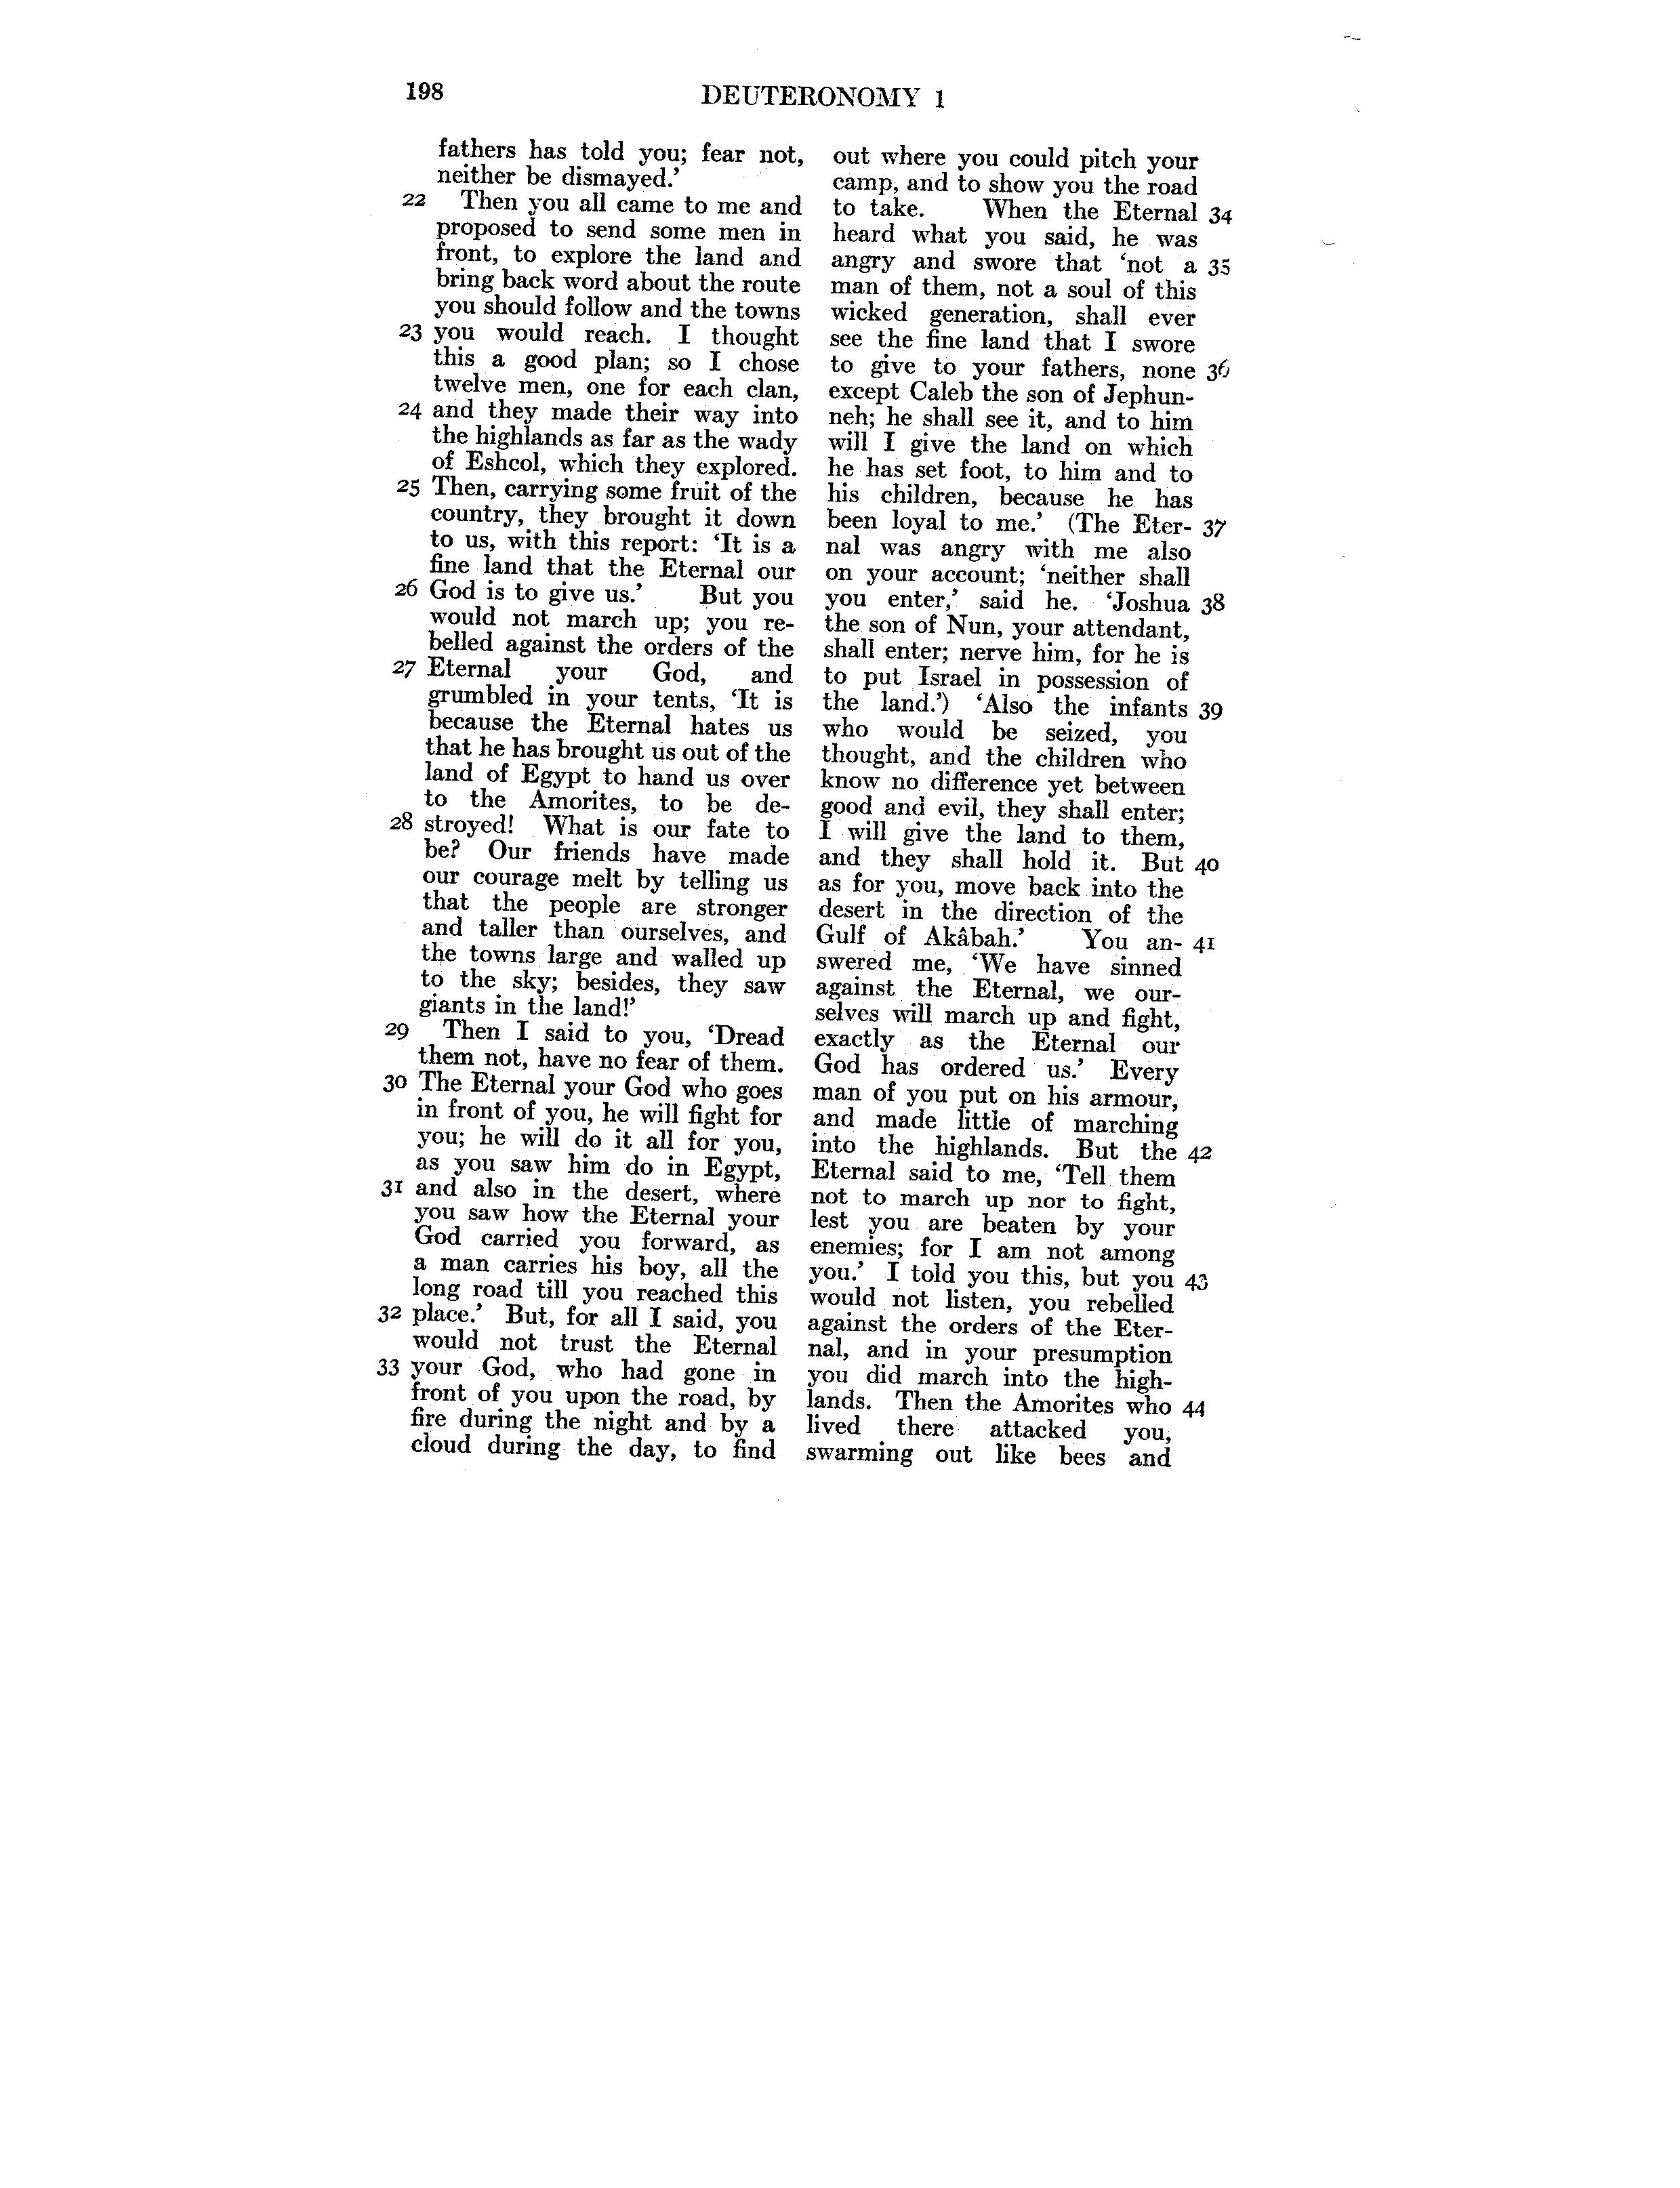 198
DEUTERONOMY 1
fathers has told you; fear not,
neither be dismayed.’
22 Then you all came to me and
proposed to send some men in
front, to explore the land and
bring back word about the route
you should follow and the towns
23 you would reach. I thought
this a good plan; so I chose
twelve men, one for each clan,
24 and they made their way into
the highlands as far as the wady
of Eshcol, which they explored.
25 Then, carrying some fruit of the
country, they brought it down
to us, with this report: ‘It is a
fine land that the Eternal our
26 God is to give us.’ But you
would not march up; you re-
belled against the orders of the
27 Eternal your God, and
grumbled in your tents, ‘It is
because the Eternal hates us
that he has brought us out of the
land of Egypt to hand us over
to the Amorites, to be de-
28 stroyed! What is our fate to
be? Our friends have made
our courage melt by telling us
that the people are stronger
and taller than ourselves, and
the towns large and walled up
to the sky; besides, they saw
giants in the land!’
29 Then I said to you, ‘Dread
them not, have no fear of them.
30 The Eternal your God who goes
in front of you, he will fight for
you; he will do it all for you,
as you saw him do in Egypt,
31 and also in the desert, where
you saw how the Eternal your
God carried you forward, as
a man carries his boy, all the
long road till you reached this
32 place.’ But, for all I said, you
would not trust the Eternal
33 your God, who had gone in
front of you upon the road, by
fire during the night and by a
cloud during the day, to find
out where you could pitch your
camp, and to show you the road
to take. When the Eternal 34
heard what you said, he was
angry and swore that ‘not a 35
man of them, not a soul of this
wicked generation, shall ever
see the fine land that I swore
to give to your fathers, none 36
except Caleb the son of Jephun-
neh; he shall see it, and to him
will I give the land on which
he has set foot, to him and to
his children, because he has
been loyal to me.’ (The Eter- 37
nal was angry with me also
on your account; ‘neither shall
you enter,’ said he. ‘Joshua 38
the son of Nun, your attendant,
shall enter; nerve him, for he is
to put Israel in possession of
the land.’) ‘Also the infants 39
who would be seized, you
thought, and the children who
know no difference yet between
good and evil, they shall enter;
I will give the land to them,
and they shall hold it. But 40
as for you, move back into the
desert in the direction of the
Gulf of Akâbah.’ You an- 41
swered me, ‘We have sinned
against the Eternal, we our-
selves will march up and fight,
exactly as the Eternal our
God has ordered us.’ Every
man of you put on his armour,
and made little of marching
into the highlands. But the 42
Eternal said to me, ‘Tell them
not to march up nor to fight,
lest you are beaten by your
enemies; for I am not among
you.’ I told you this, but you 43
would not listen, you rebelled
against the orders of the Eter-
nal, and in your presumption
you did march into the high-
lands. Then the Amorites who 44
lived there attacked you,
swarming out like bees and